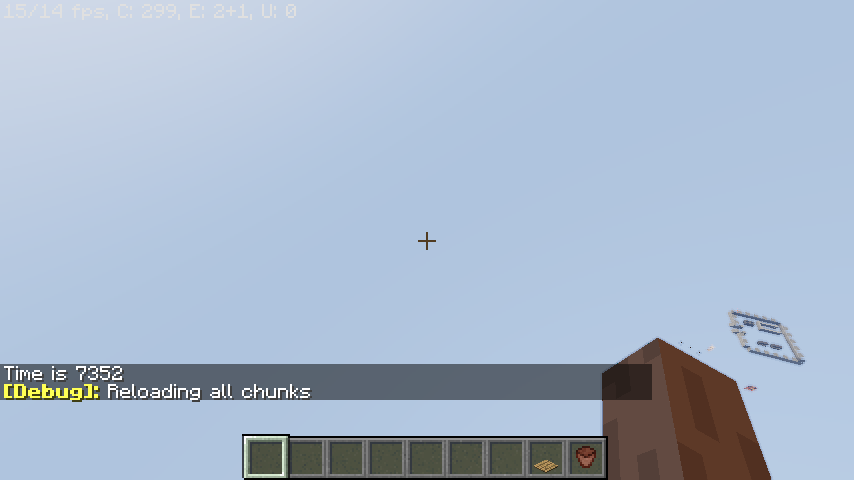 15/14 fps, C: 299, E: 2+1, U: 0
Time is 7352
[Debug]: Reloading all chunks